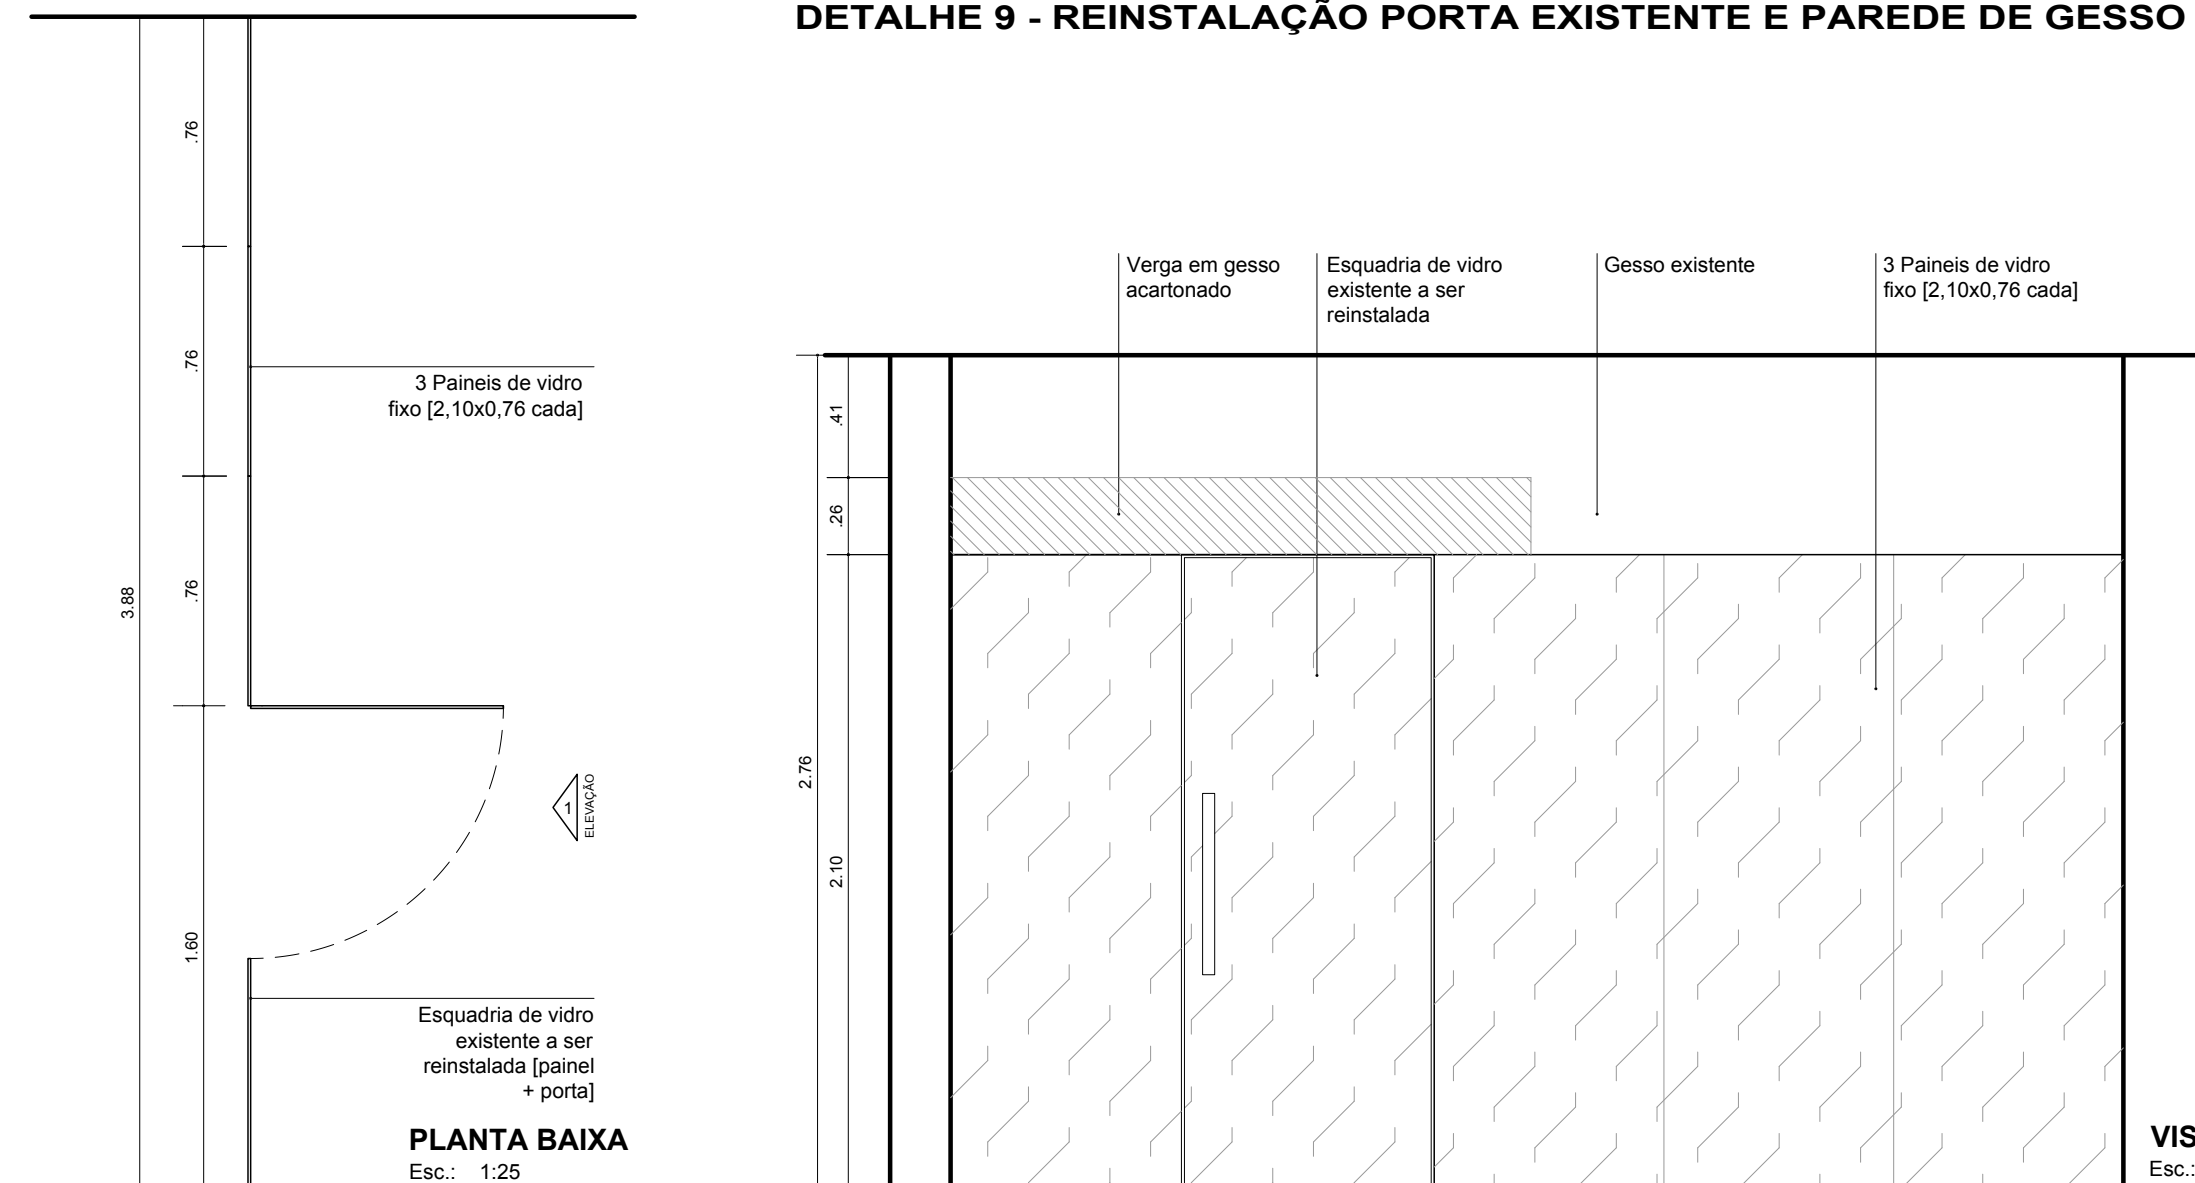 DETALHE 9 - REINSTALAÇÃO PORTA EXISTENTE E PAREDE DE GESSO
.76
.76
3 Paineis de vidro
fixo [2,10x0,76 cada]
3.88
.76
1
ELEVAÇÃO
1.60
Esquadria de vidro
existente a ser
reinstalada [painel
+ porta]
PLANTA BAIXA
Esc.: 1:25
Verga em gesso
acartonado
Esquadria de vidro
existente a ser
reinstalada
Gesso existente
3 Paineis de vidro
fixo [2,10x0,76 cada]
.41
.26
2.76
2.10
VIS
Esc.: